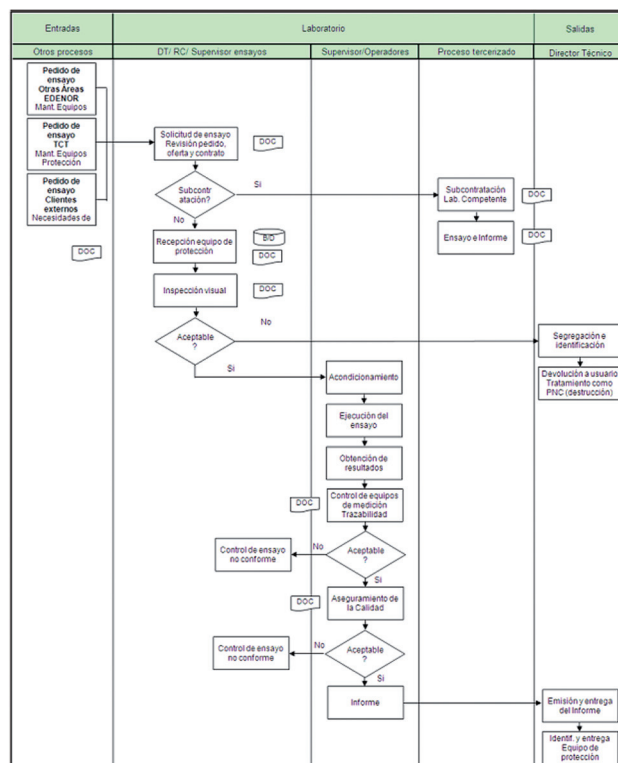 Entradas
Laboratorio
Salidas
Otros procesos
DT/ RC/ Supervisor ensayos
Supervisor/Operadores
Proceso tercerizado
Director Técnico
Pedido de
ensayo
Otras Áreas
EDENOR
Mant. Equipos
Pedido de
ensayo
TCT
Mant. Equipos
Protección
Pedido de
ensayo
Clientes
externos
Necesidades de
DOC
Solicitud de ensayo
Revisión pedido,
oferta y contrato
DOC
Subcontr
atación?
Si
No
Subcontratación
Lab. Competente
DOC
Ensayo e Informe
DOC
Recepción equipo de
protección
B/D
DOC
Inspección visual
DOC
Aceptable
?
No
Si
Segregación e
identificación
Devolución a usuario
Tratamiento como
PNC (destrucción)
Acondicionamiento
Ejecución del
ensayo
Obtención de
resultados
DOC
Control de equipos
de medición
Trazabilidad
Aceptable
?
No
Control de ensayo
no conforme
Si
DOC
Aseguramiento de
la Calidad
Aceptable
?
No
Control de ensayo
no conforme
Si
Informe
Emisión y entrega
del Informe
Identif. y entrega
Equipo de
protección